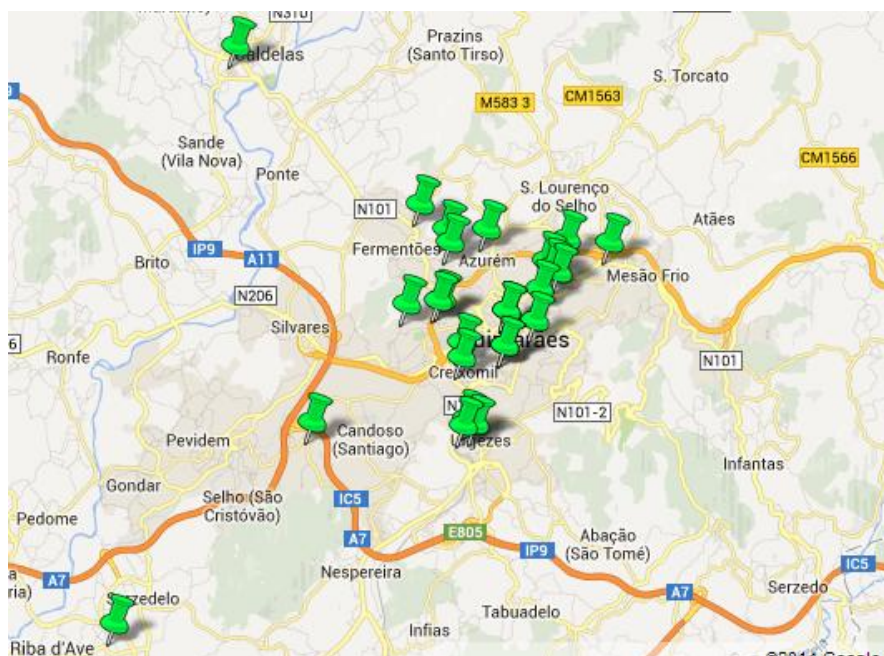 N310
Caldelas
Prazins
(Santo Tirso)
S. Torcato
CM1563
M583 3
Sande
(Vila Nova)
CM1566
Ponte
S. Lourenço
do Selho
N101
Atães
Fermentões
IP9
A11
Azurém
Brito
Mesão Frio
N206
Silvares
Ronfe
N101
Creixomil
N101-2
Pevidem
Candoso
(Santiago)
Infantas
Gondar
Selho (São
Cristóvão)
IC5
Pedome
E805
A7
IP9
Abação
(São Tomé)
IC5
A7
Nespereira
A7
Serzedo
Serzedelo
Tabuadelo
Infias
Riba d'Ave